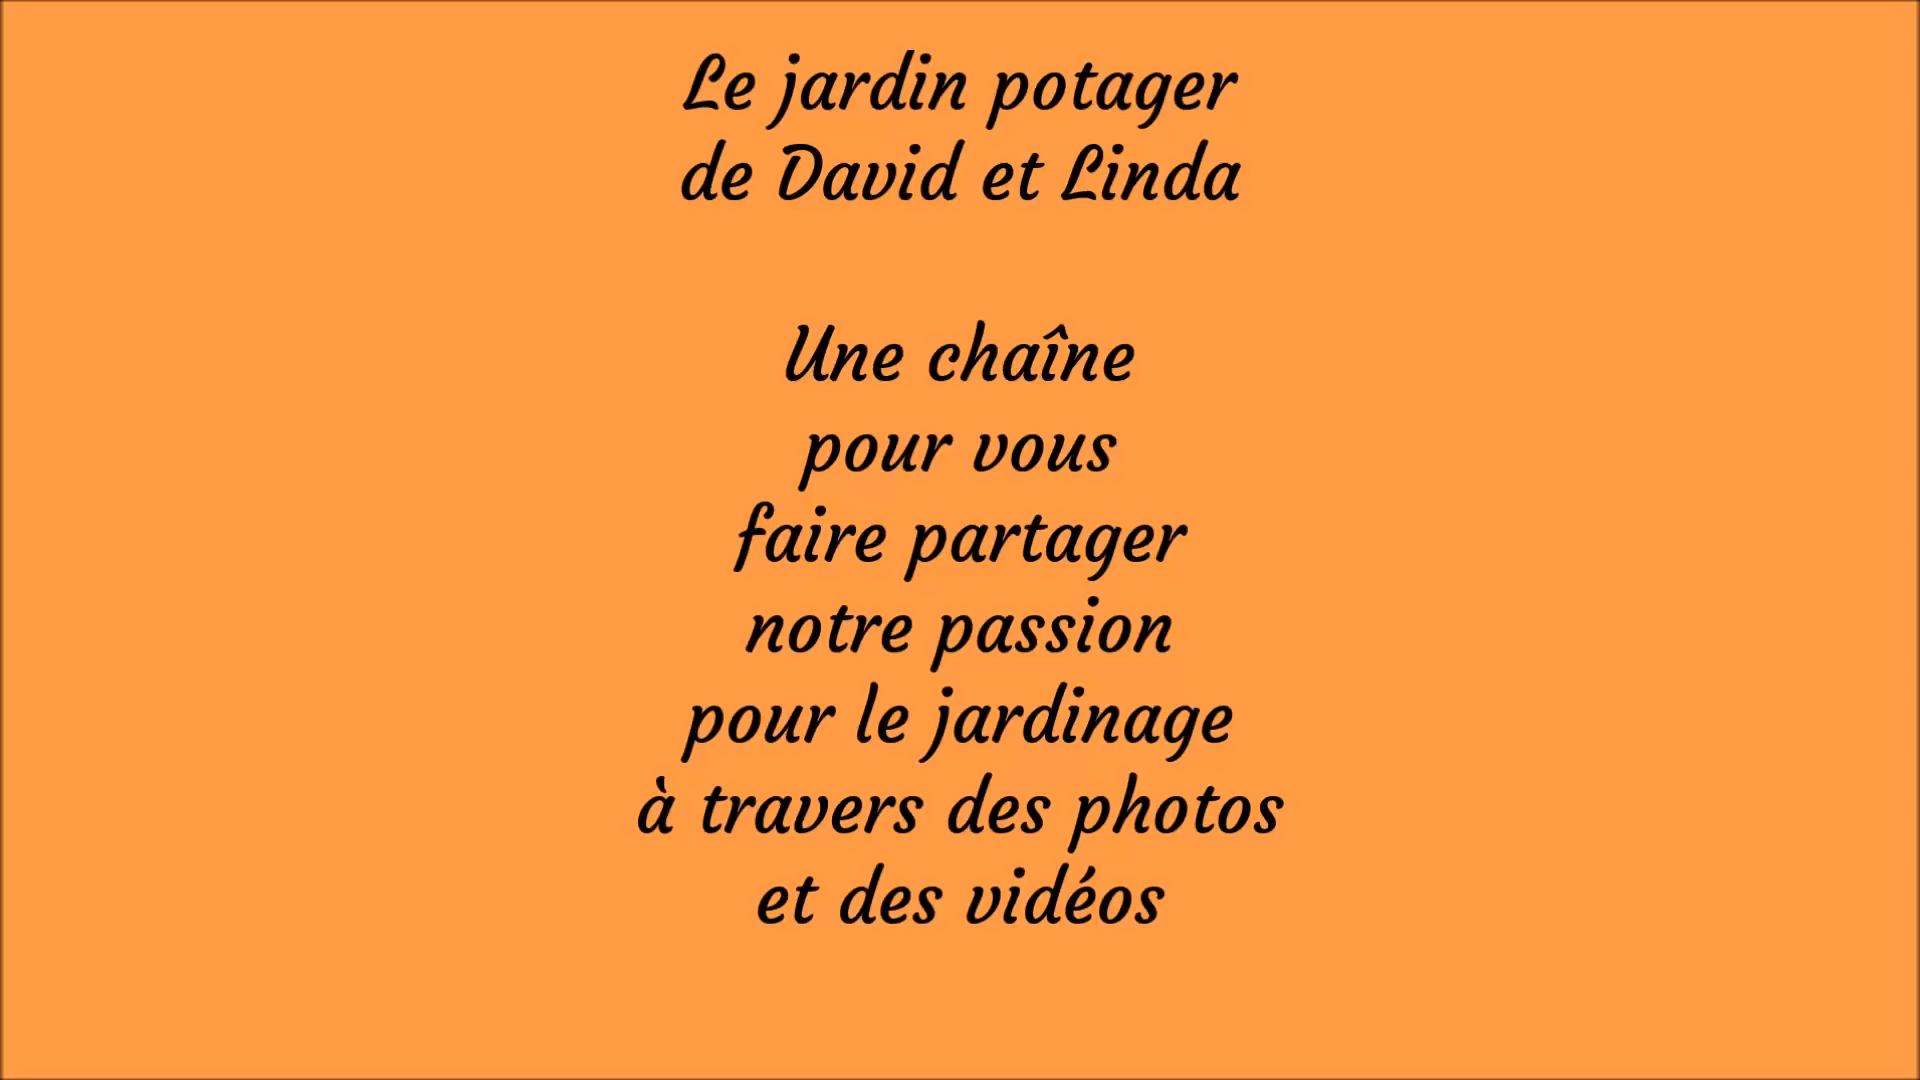 Le jardin potager
de David et Linda
Une chaîne
pour vous
faire partager
notre passion
pour le jardinage
à travers des photos
et des vidéos